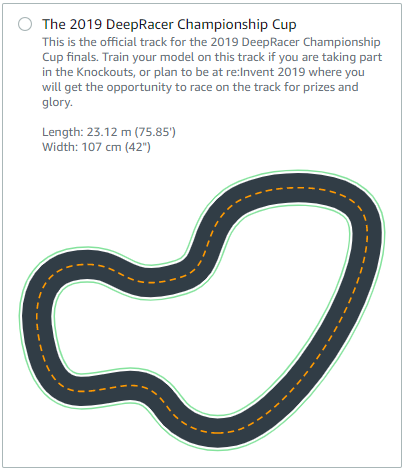 The 2019 DeepRacer Championship Cup
This is the official track for the 2019 DeepRacer Championship
Cup finals. Train your model on this track if you are taking part
in the Knockouts, or plan to be at re:Invent 2019 where you
will get the opportunity to race on the track for prizes and
glory.
Length: 23.12 m (75.85')
Width: 107 cm (42")